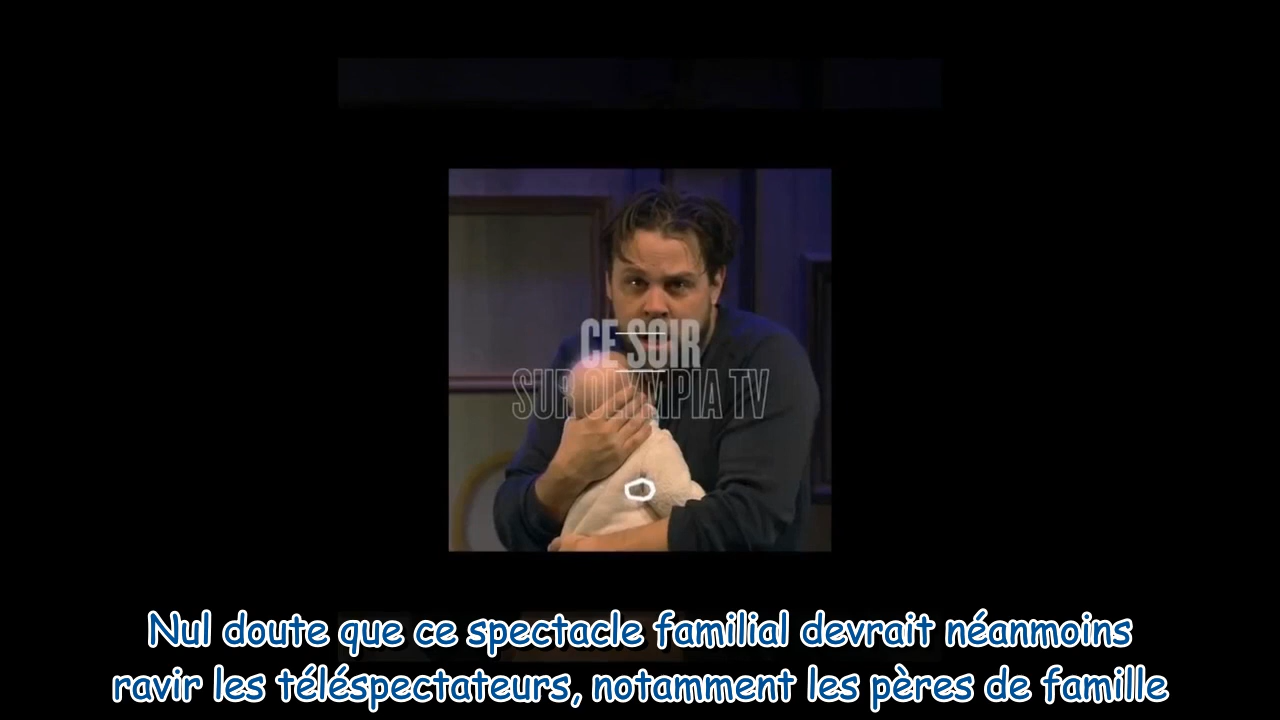 CE SOIR
SUR OLYMPIA TV
Nul doute que ce spectacle familial devrait néanmoins
ravir les téléspectateurs, notamment les pères de famille